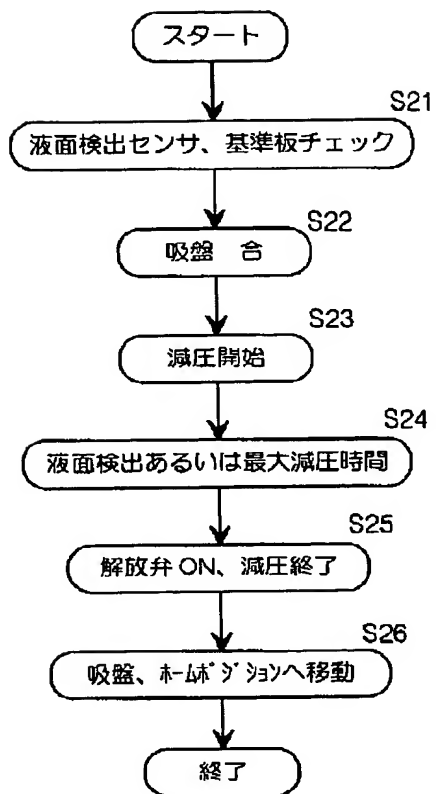 スタート
S21
液面検出センサ、基準板チェック
S22
吸盤 合
S23
減圧開始
S24
液面検出あるいは最大減圧時間
S25
解放弁 ON、減圧終了
S26
吸盤、ﾎｰﾑﾎﾟｼﾞｼｮﾝへ移動
終了